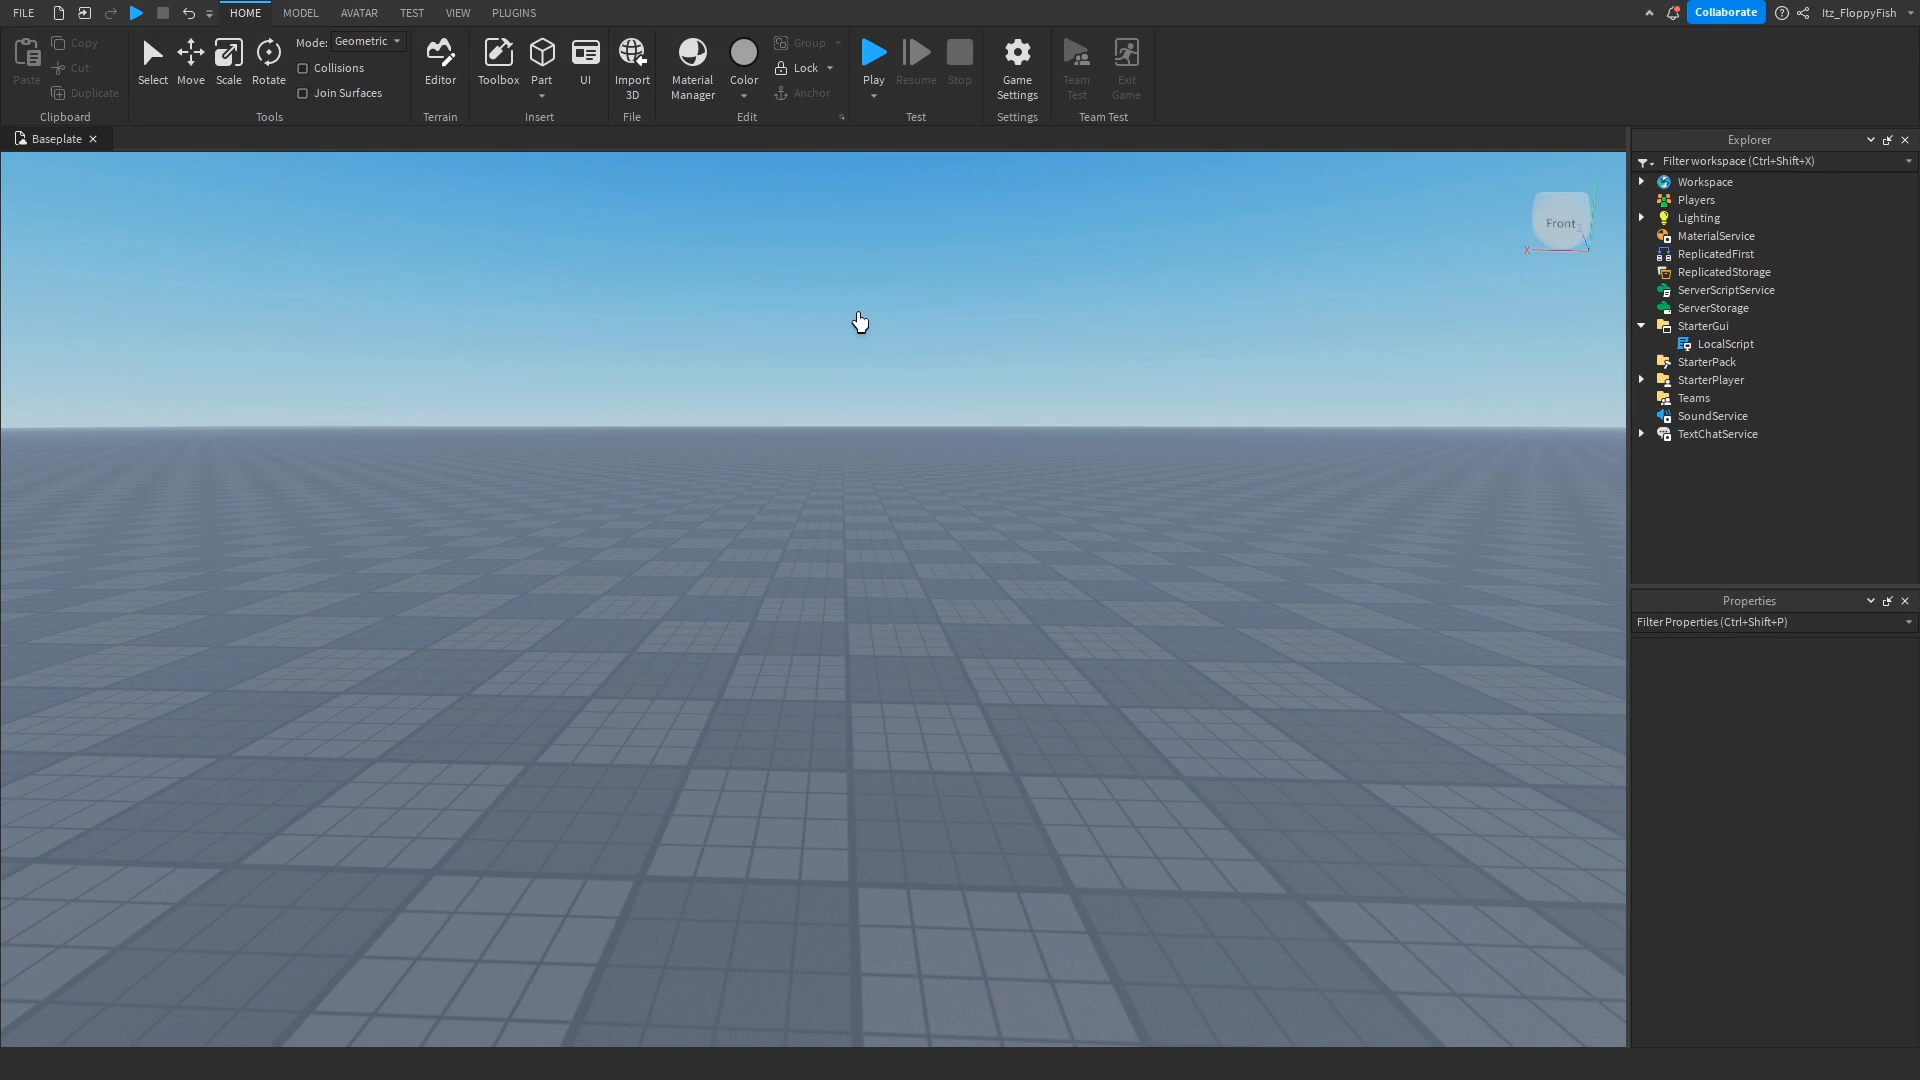 FILE
HOME
MODEL
AVATAR
TEST
VIEW
PLUGINS
Collaborate
Itz_FloppyFish
Paste
Copy
Cut
Duplicate
Clipboard
Select
Move
Scale
Rotate
Mode: Geometric
Collisions
Join Surfaces
Tools
Editor
Terrain
Toolbox
Part
UI
Insert
Import
3D
File
Material
Manager
Color
Group
Lock
Anchor
Edit
Play
Resume
Stop
Test
Game
Settings
Settings
Team
Test
Exit
Game
Team Test
Baseplate
Front
X
Explorer
Filter workspace (Ctrl+Shift+X)
Workspace
Players
Lighting
MaterialService
ReplicatedFirst
ReplicatedStorage
ServerScriptService
ServerStorage
StarterGui
LocalScript
StarterPack
StarterPlayer
Teams
SoundService
TextChatService
Properties
Filter Properties (Ctrl+Shift+P)